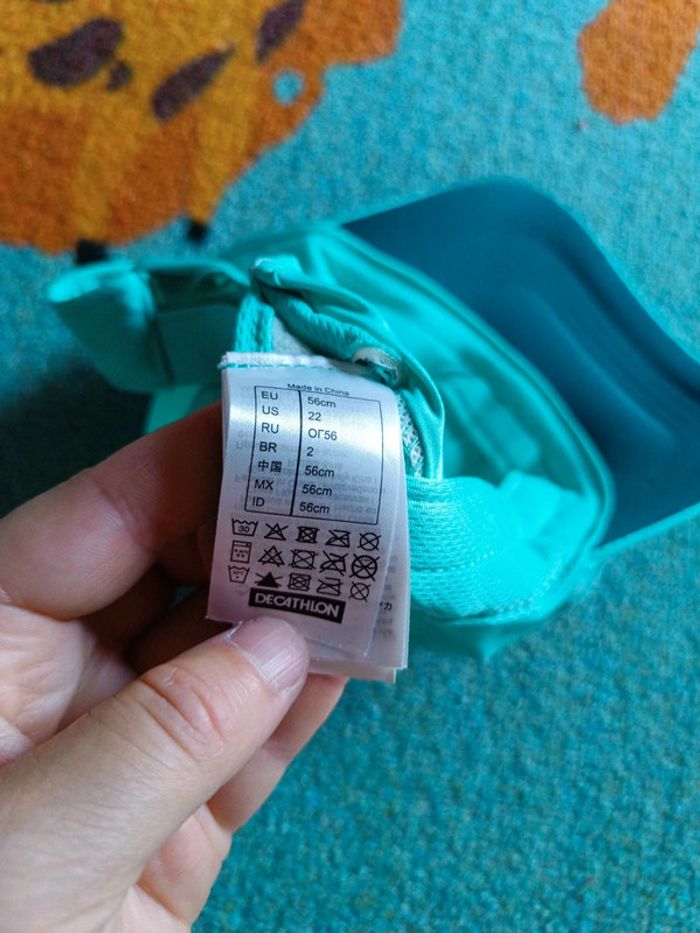 Made in China
EU 56cm
US 22
RU ОГ56
BR 2
中国 56cm
MX 56cm
ID 56cm
30
DECATHLON